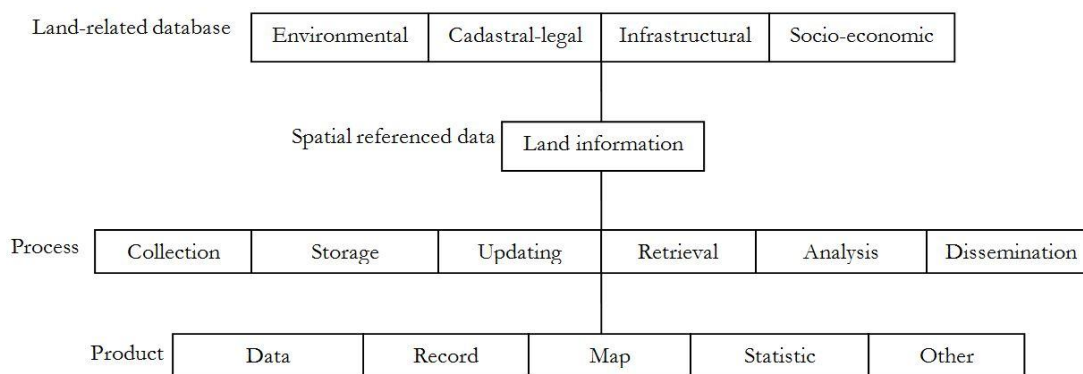 Land-related database Environmental Cadastral-legal Infrastructural Socio-economic
Spatial referenced data Land information
Process Collection Storage Updating Retrieval Analysis Dissemination
Product Data Record Map Statistic Other